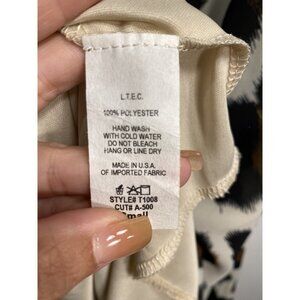 L.T.E.C.
100% POLYESTER
HAND WASH
WITH COLD WATER
DO NOT BLEACH
HANG OR LINE DRY
MADE IN U.S.A.
OF IMPORTED FABRIC
STYLE# T1008
CUT# A-500
Small